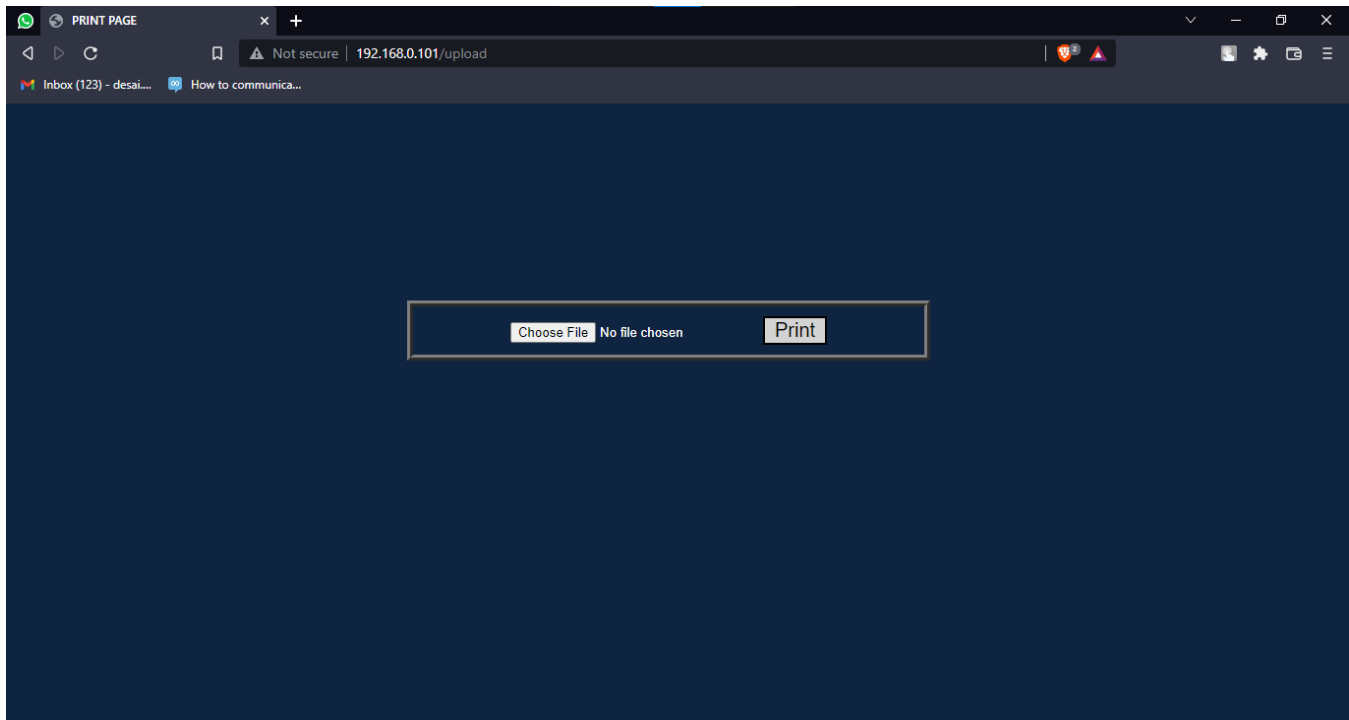 PRINT PAGE
Not secure 192.168.0.101/upload 2
Inbox (123) - desai.... How to communica...
Choose File No file chosen Print